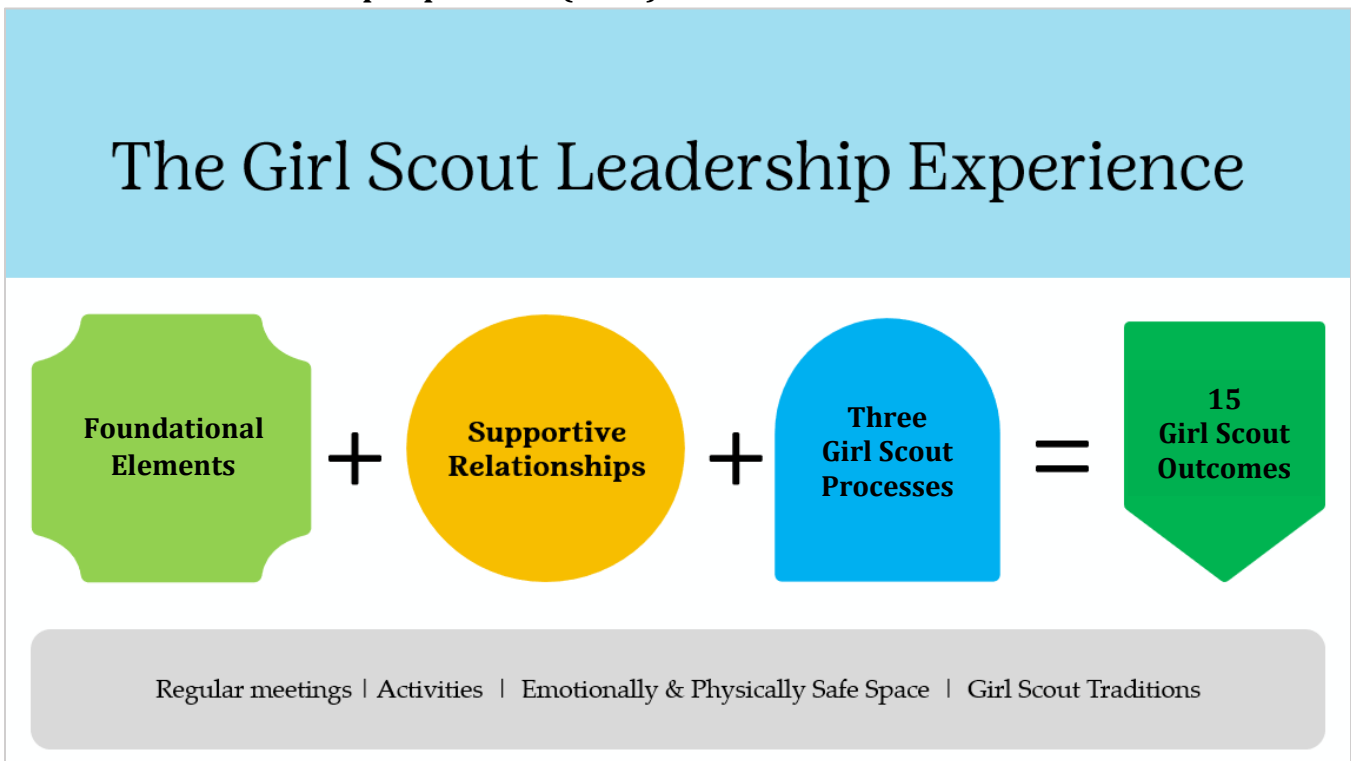 The Girl Scout Leadership Experience
Foundational
Elements
+
Supportive
Relationships
+
Three
Girl Scout
Processes
=
15
Girl Scout
Outcomes
Regular meetings | Activities | Emotionally & Physically Safe Space | Girl Scout Traditions